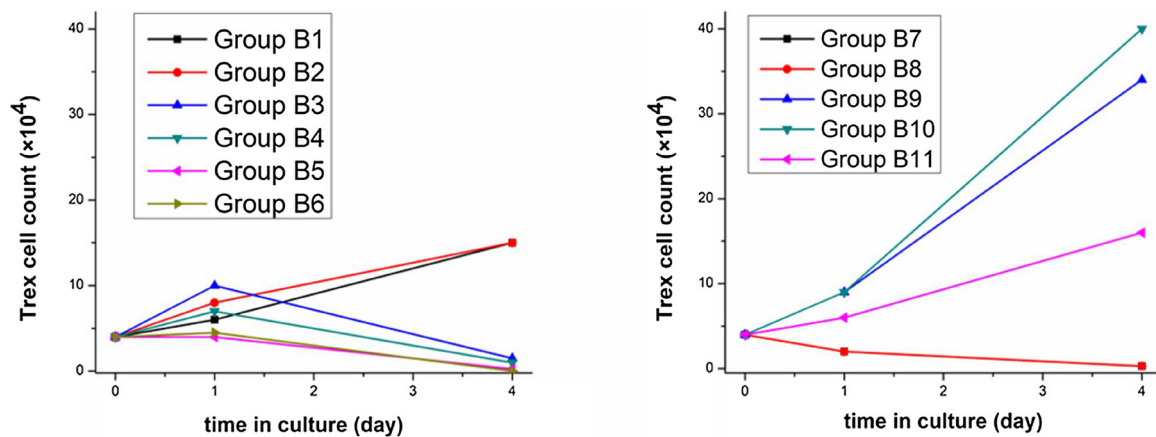 40
30
20
10
0
Trex cell count (×10⁴)
Group B1
Group B2
Group B3
Group B4
Group B5
Group B6
0 1 2 3 4
time in culture (day)
40
30
20
10
0
Trex cell count (×10⁴)
Group B7
Group B8
Group B9
Group B10
Group B11
0 1 2 3 4
time in culture (day)